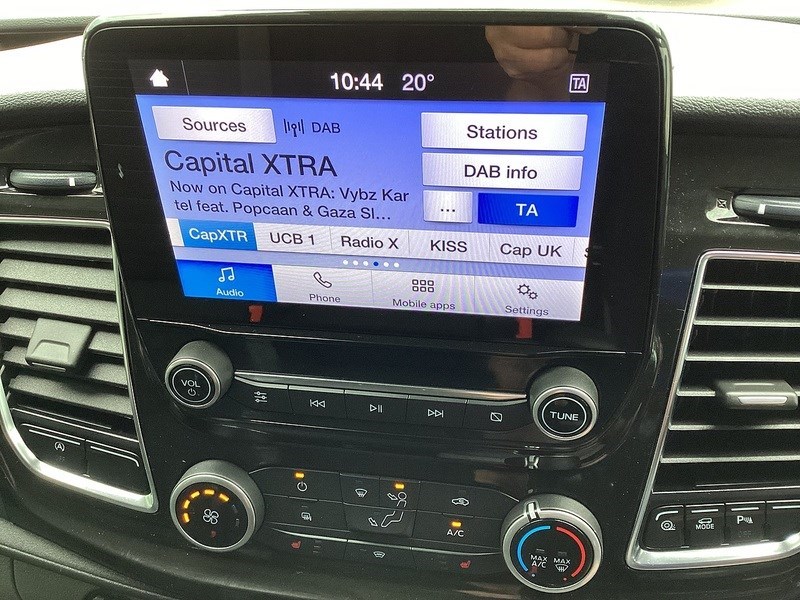 10:44 20° TA
Sources DAB Stations
Capital XTRA
DAB info
Now on Capital XTRA: Vybz Kar
tel feat. Popcaan & Gaza Sl...
... TA
CapXTR UCB 1 Radio X KISS Cap UK
Audio Phone Mobile apps Settings
VOL
TUNE
(A)
A/C
MAX A/C MAX
MODE
P